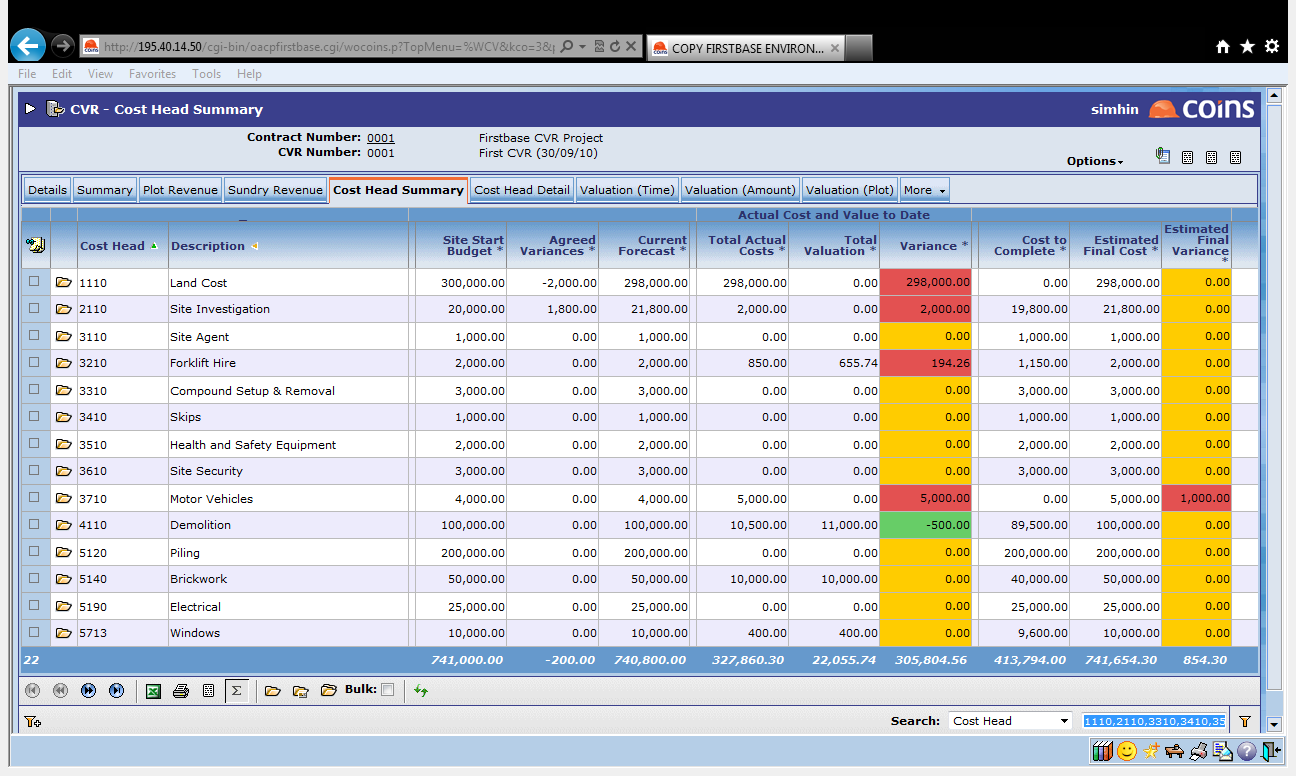 http://195.40.14.50/cgi-bin/oacpfirstbase.cgi/wocoins.p?TopMenu=%WCV&kco=3&
COPY FIRSTBASE ENVIRON...
File Edit View Favorites Tools Help
CVR - Cost Head Summary
simhin coins
Contract Number: 0001 Firstbase CVR Project
CVR Number: 0001 First CVR (30/09/10)
Options
Details Summary Plot Revenue Sundry Revenue Cost Head Summary Cost Head Detail Valuation (Time) Valuation (Amount) Valuation (Plot) More
Actual Cost and Value to Date
Cost Head Description Site Start Budget * Agreed Variances * Current Forecast * Total Actual Costs * Total Valuation * Variance * Cost to Complete * Estimated Final Cost * Estimated Final Variance *
1110 Land Cost 300,000.00 -2,000.00 298,000.00 298,000.00 0.00 298,000.00 0.00 298,000.00 0.00
2110 Site Investigation 20,000.00 1,800.00 21,800.00 2,000.00 0.00 2,000.00 19,800.00 21,800.00 0.00
3110 Site Agent 1,000.00 0.00 1,000.00 0.00 0.00 0.00 1,000.00 1,000.00 0.00
3210 Forklift Hire 2,000.00 0.00 2,000.00 850.00 655.74 194.26 1,150.00 2,000.00 0.00
3310 Compound Setup & Removal 3,000.00 0.00 3,000.00 0.00 0.00 0.00 3,000.00 3,000.00 0.00
3410 Skips 1,000.00 0.00 1,000.00 0.00 0.00 0.00 1,000.00 1,000.00 0.00
3510 Health and Safety Equipment 2,000.00 0.00 2,000.00 0.00 0.00 0.00 2,000.00 2,000.00 0.00
3610 Site Security 3,000.00 0.00 3,000.00 0.00 0.00 0.00 3,000.00 3,000.00 0.00
3710 Motor Vehicles 4,000.00 0.00 4,000.00 5,000.00 0.00 5,000.00 0.00 5,000.00 1,000.00
4110 Demolition 100,000.00 0.00 100,000.00 10,500.00 11,000.00 -500.00 89,500.00 100,000.00 0.00
5120 Piling 200,000.00 0.00 200,000.00 0.00 0.00 0.00 200,000.00 200,000.00 0.00
5140 Brickwork 50,000.00 0.00 50,000.00 10,000.00 10,000.00 0.00 40,000.00 50,000.00 0.00
5190 Electrical 25,000.00 0.00 25,000.00 0.00 0.00 0.00 25,000.00 25,000.00 0.00
5713 Windows 10,000.00 0.00 10,000.00 400.00 400.00 0.00 9,600.00 10,000.00 0.00
22 741,000.00 -200.00 740,800.00 327,860.30 22,055.74 305,804.56 413,794.00 741,654.30 854.30
Σ Bulk:
Search: Cost Head 1110,2110,3310,3410,35